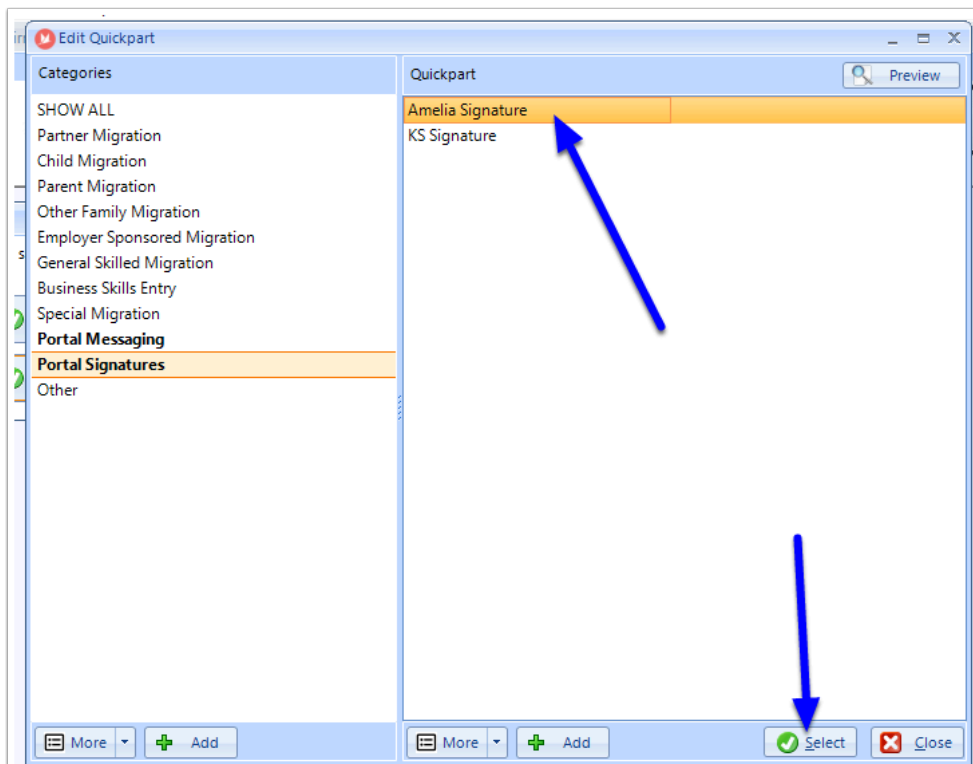 Edit Quickpart
Categories
Quickpart
Preview
SHOW ALL
Partner Migration
Child Migration
Parent Migration
Other Family Migration
Employer Sponsored Migration
General Skilled Migration
Business Skills Entry
Special Migration
Portal Messaging
Portal Signatures
Other
Amelia Signature
KS Signature
More
Add
More
Add
Select
Close